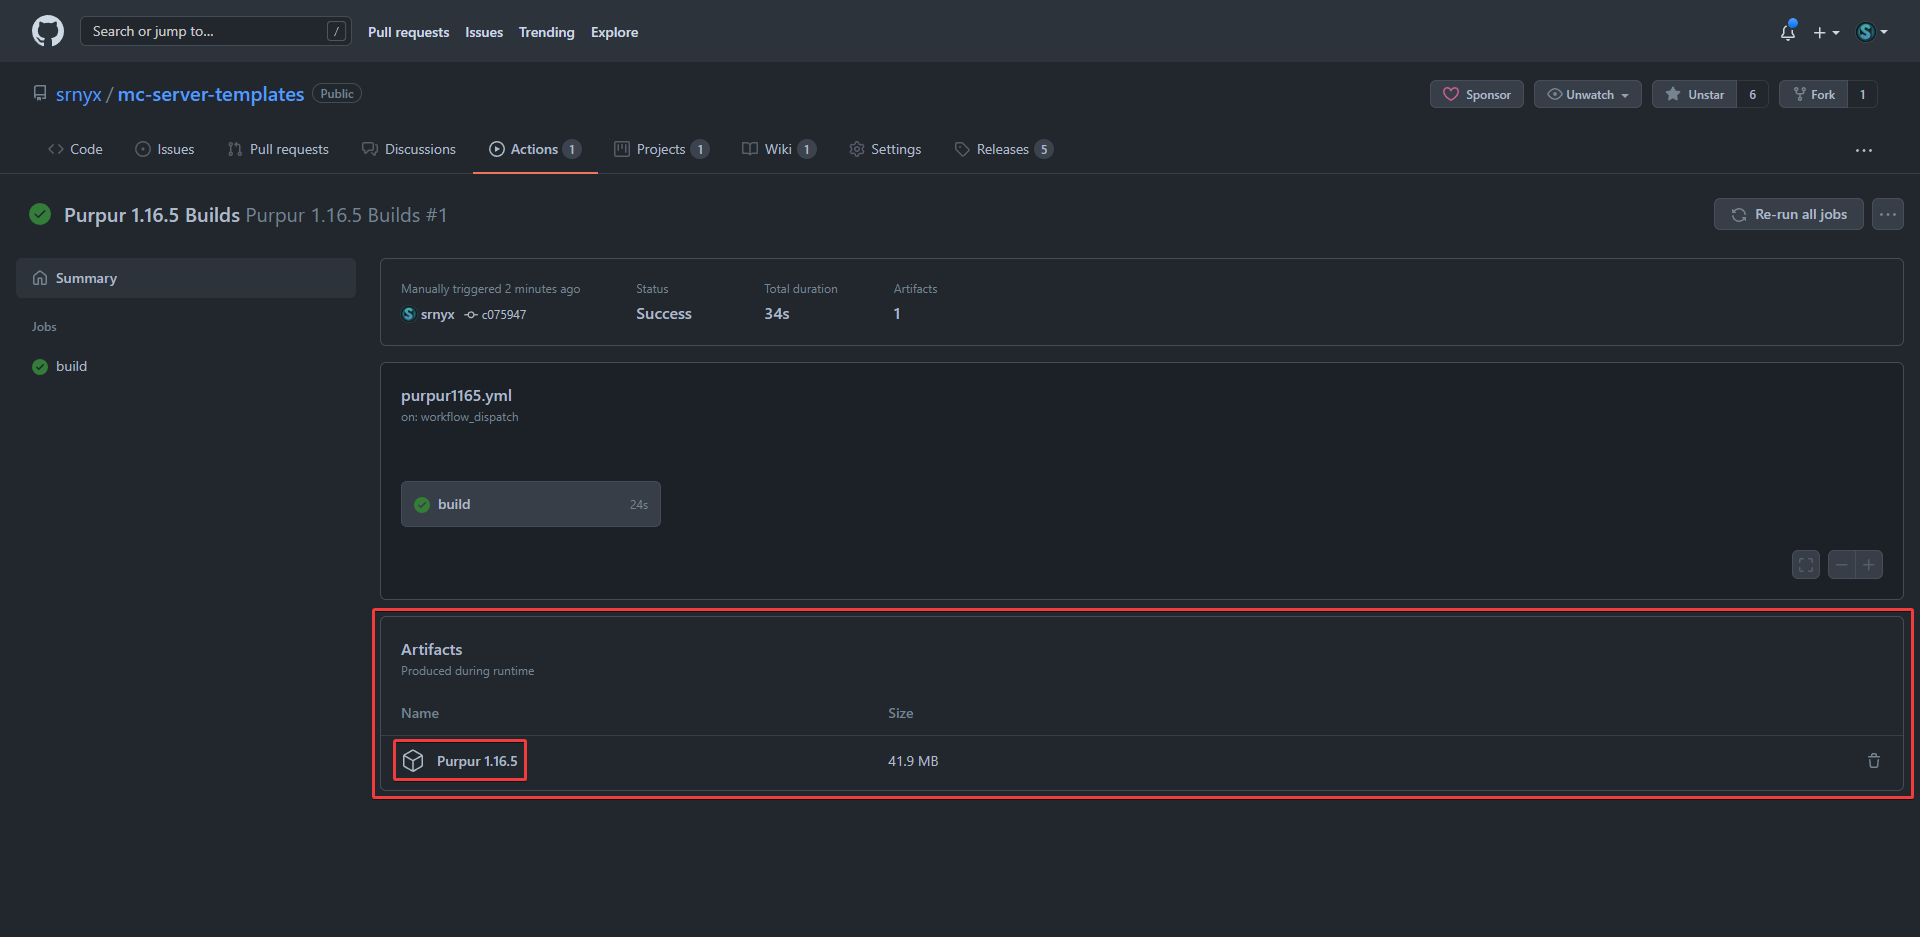 Search or jump to... /
Pull requests Issues Trending Explore
srnyx / mc-server-templates Public
Sponsor Unwatch Unstar 6 Fork 1
Code Issues Pull requests Discussions Actions 1 Projects 1 Wiki 1 Settings Releases 5
Purpur 1.16.5 Builds Purpur 1.16.5 Builds #1
Re-run all jobs
Summary
Jobs
build
Manually triggered 2 minutes ago Status Total duration Artifacts
srnyx c075947 Success 34s 1
purpur1165.yml
on: workflow_dispatch
build 24s
Artifacts
Produced during runtime
Name Size
Purpur 1.16.5 41.9 MB